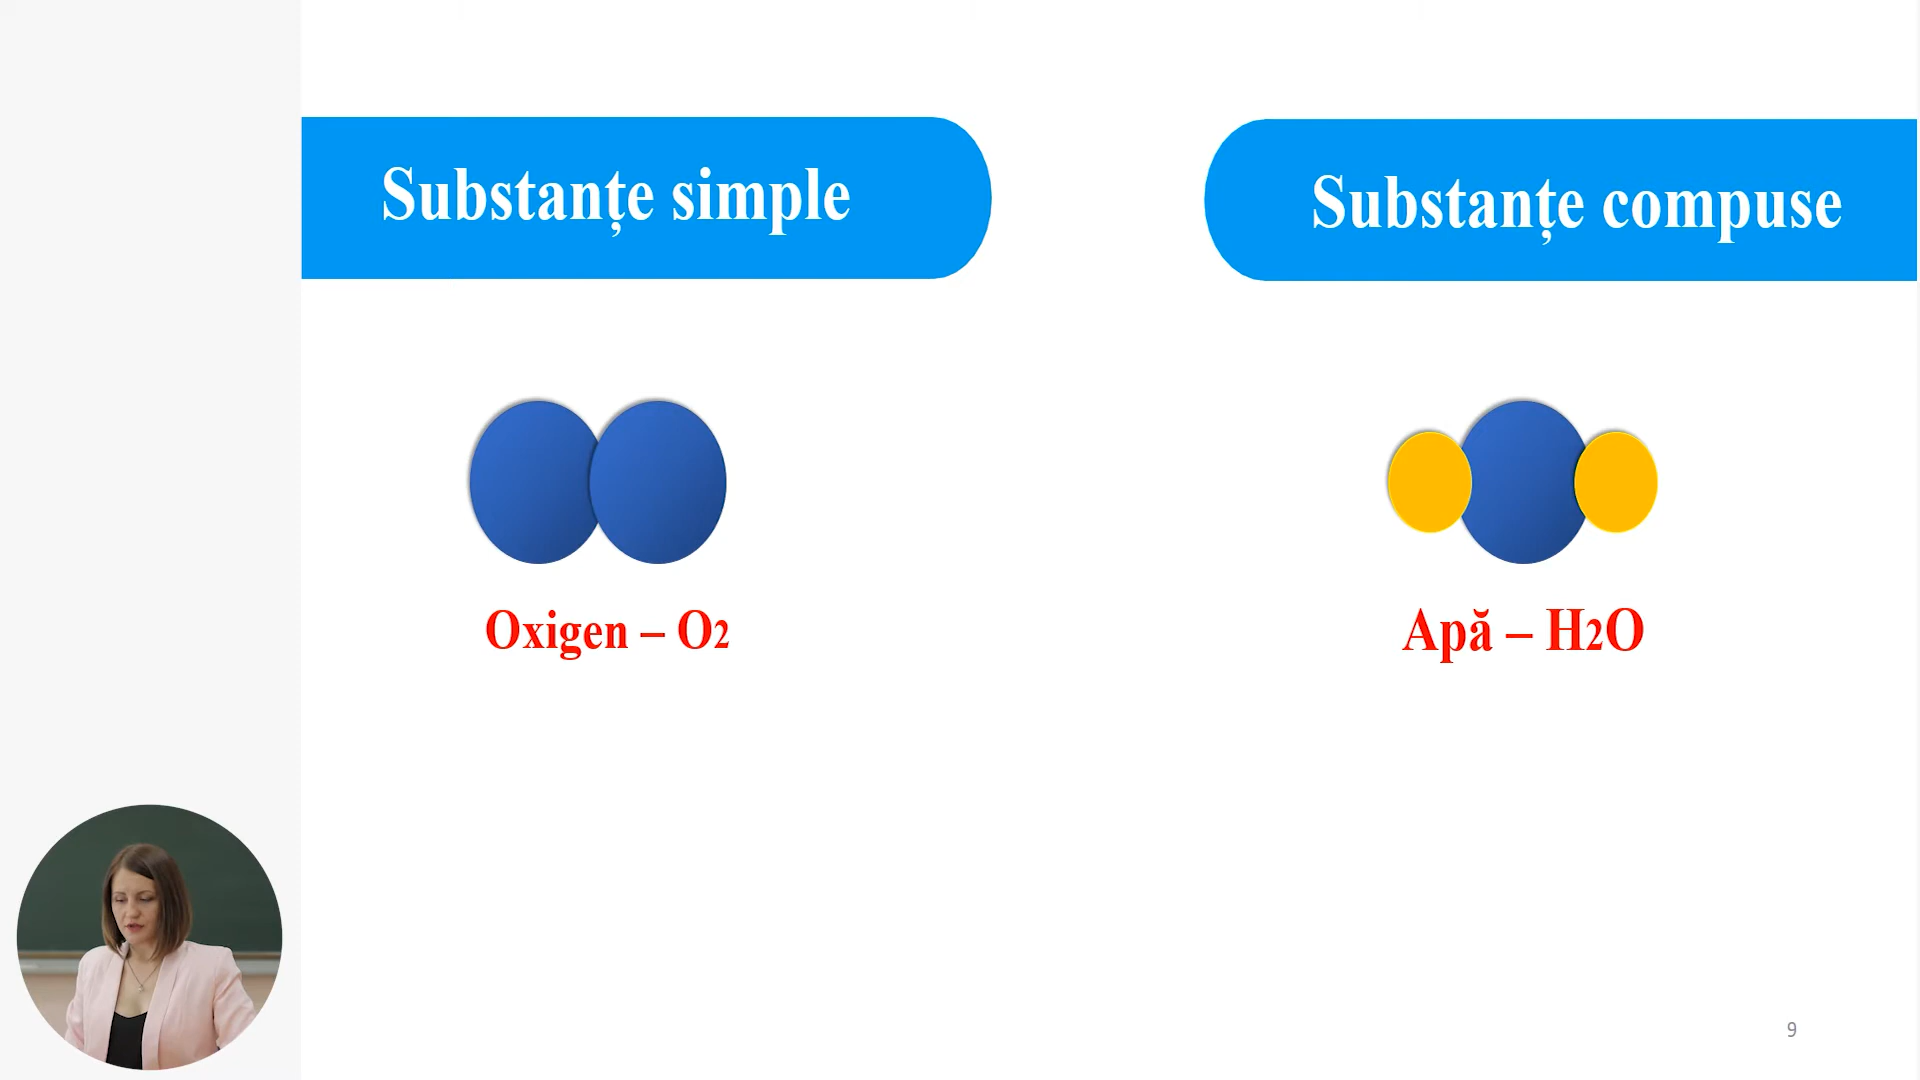 Substanțe simple
Substanțe compuse
Oxigen – O2
Apă – H2O
9